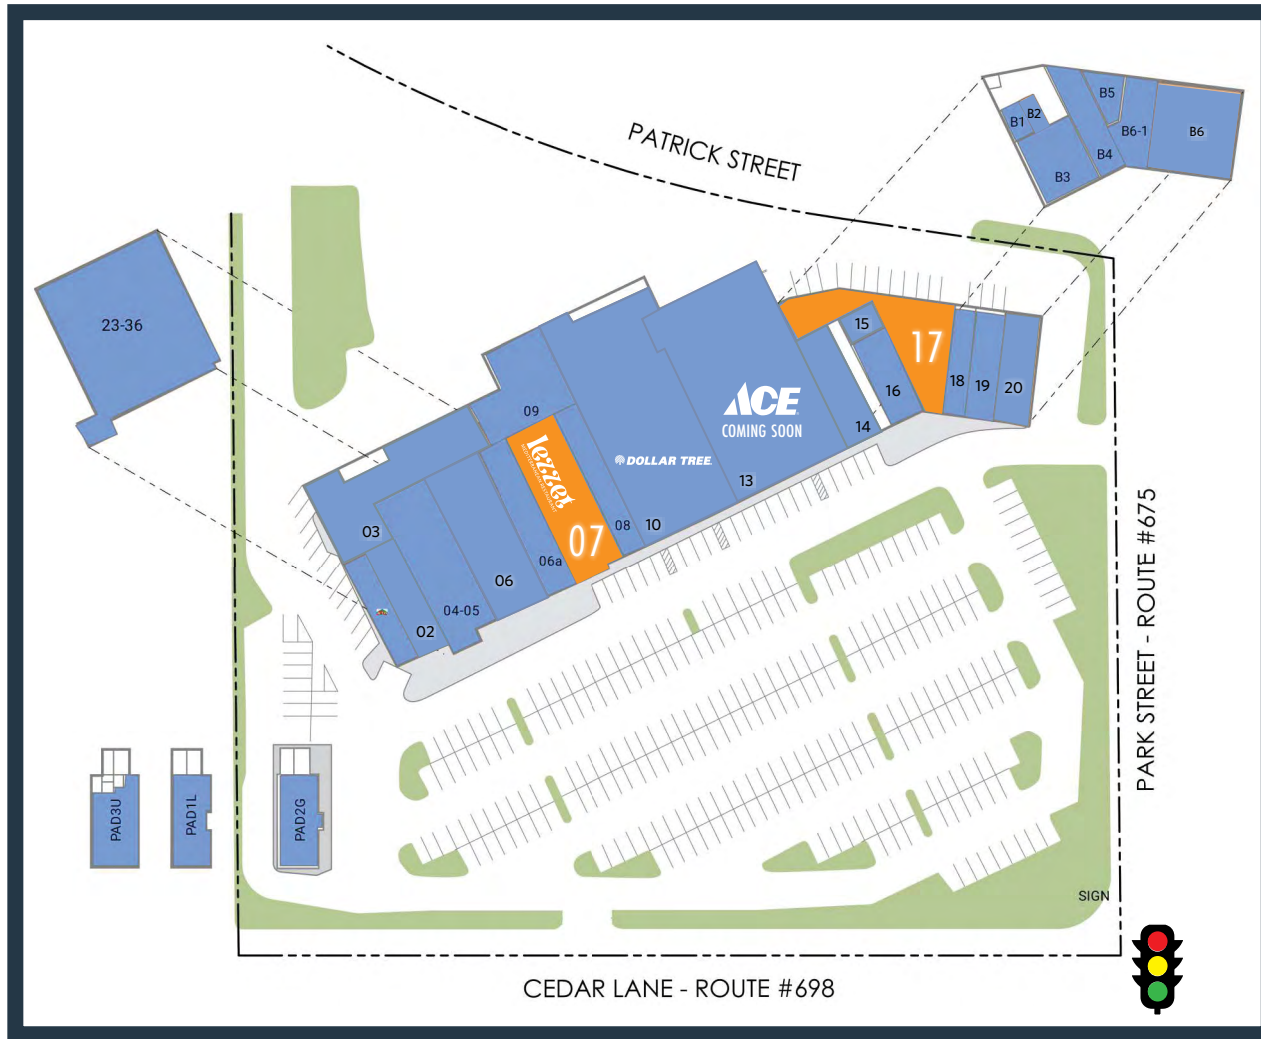 PATRICK STREET
B5
B1
B2
B6-1
B6
B4
B3
23-36
15
17
18
19
20
16
14
ACE
COMING SOON
09
lezzet
MEDITERRANEAN RESTAURANT
DOLLAR TREE
13
03
08
10
07
06a
06
04-05
02
PARK STREET - ROUTE #675
PAD3U
PAD1L
PAD2G
SIGN
CEDAR LANE - ROUTE #698